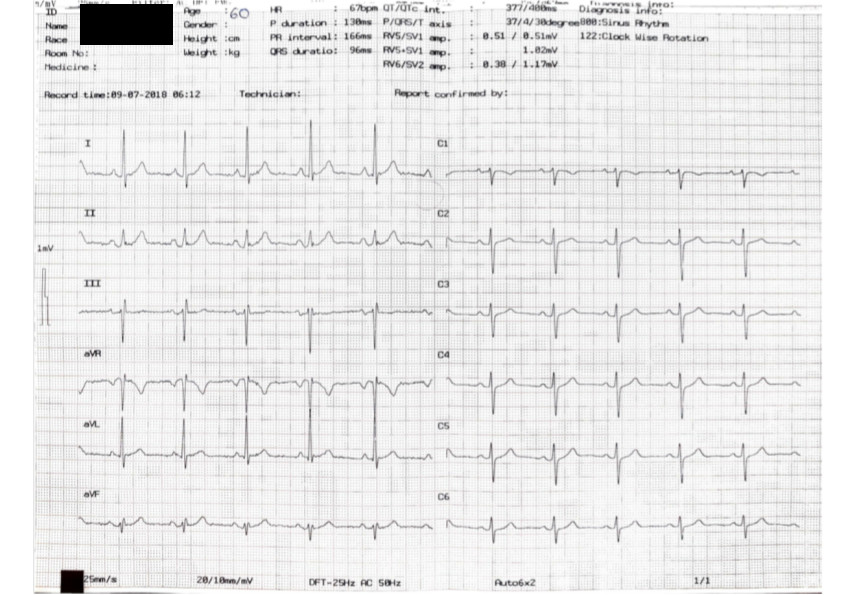 ID
Name
Race
Room No:
Medicine :
Age : 60
Gender :
Height :cm
Weight :kg
HR : 67bpm
P duration : 130ms
PR interval: 166ms
QRS duratio: 96ms
QT/QTc int. : 377/400ms
P/QRS/T axis : 37/4/30degree
RV5/SV1 amp. : 0.51 / 0.51mV
RV5+SV1 amp. : 1.02mV
RV6/SV2 amp. : 0.38 / 1.17mV
Diagnosis info:
800:Sinus Rhythm
122:Clock Wise Rotation
Record time:09-07-2018 06:12 Technician: Report confirmed by:
I
II
1mV
III
aVR
aVL
aVF
C1
C2
C3
C4
C5
C6
25mm/s 20/10mm/mV DFT-25Hz AC 50Hz Auto6x2 1/1